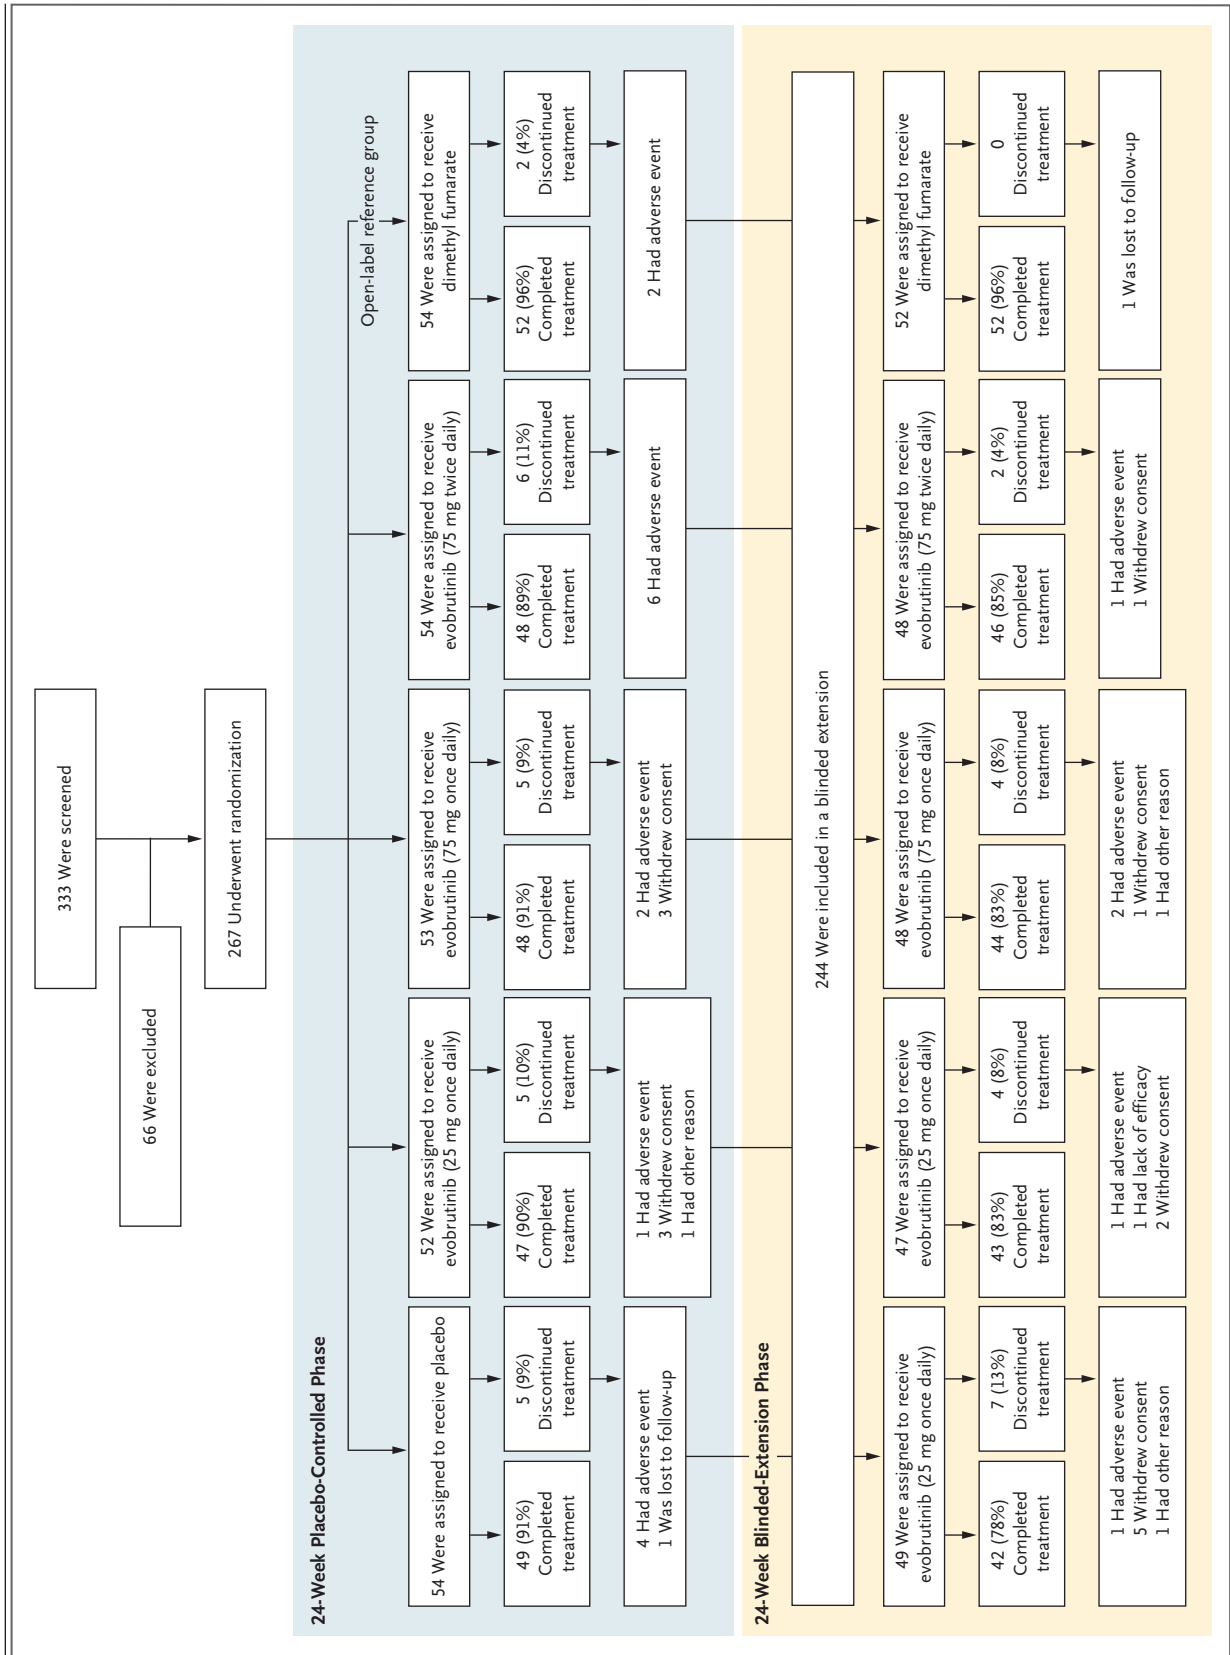 333 Were screened
66 Were excluded
267 Underwent randomization
24-Week Placebo-Controlled Phase
Open-label reference group
54 Were assigned to receive placebo
52 Were assigned to receive
evobrutinib (25 mg once daily)
53 Were assigned to receive
evobrutinib (75 mg once daily)
54 Were assigned to receive
evobrutinib (75 mg twice daily)
54 Were assigned to receive
dimethyl fumarate
49 (91%)
Completed
treatment
5 (9%)
Discontinued
treatment
47 (90%)
Completed
treatment
5 (10%)
Discontinued
treatment
48 (91%)
Completed
treatment
5 (9%)
Discontinued
treatment
48 (89%)
Completed
treatment
6 (11%)
Discontinued
treatment
52 (96%)
Completed
treatment
2 (4%)
Discontinued
treatment
4 Had adverse event
1 Was lost to follow-up
1 Had adverse event
3 Withdrew consent
1 Had other reason
2 Had adverse event
3 Withdrew consent
6 Had adverse event
2 Had adverse event
24-Week Blinded-Extension Phase
244 Were included in a blinded extension
49 Were assigned to receive
evobrutinib (25 mg once daily)
47 Were assigned to receive
evobrutinib (25 mg once daily)
48 Were assigned to receive
evobrutinib (75 mg once daily)
48 Were assigned to receive
evobrutinib (75 mg twice daily)
52 Were assigned to receive
dimethyl fumarate
42 (78%)
Completed
treatment
7 (13%)
Discontinued
treatment
43 (83%)
Completed
treatment
4 (8%)
Discontinued
treatment
44 (83%)
Completed
treatment
4 (8%)
Discontinued
treatment
46 (85%)
Completed
treatment
2 (4%)
Discontinued
treatment
52 (96%)
Completed
treatment
0
Discontinued
treatment
1 Had adverse event
5 Withdrew consent
1 Had other reason
1 Had adverse event
1 Had lack of efficacy
2 Withdrew consent
2 Had adverse event
1 Withdrew consent
1 Had other reason
1 Had adverse event
1 Withdrew consent
1 Was lost to follow-up